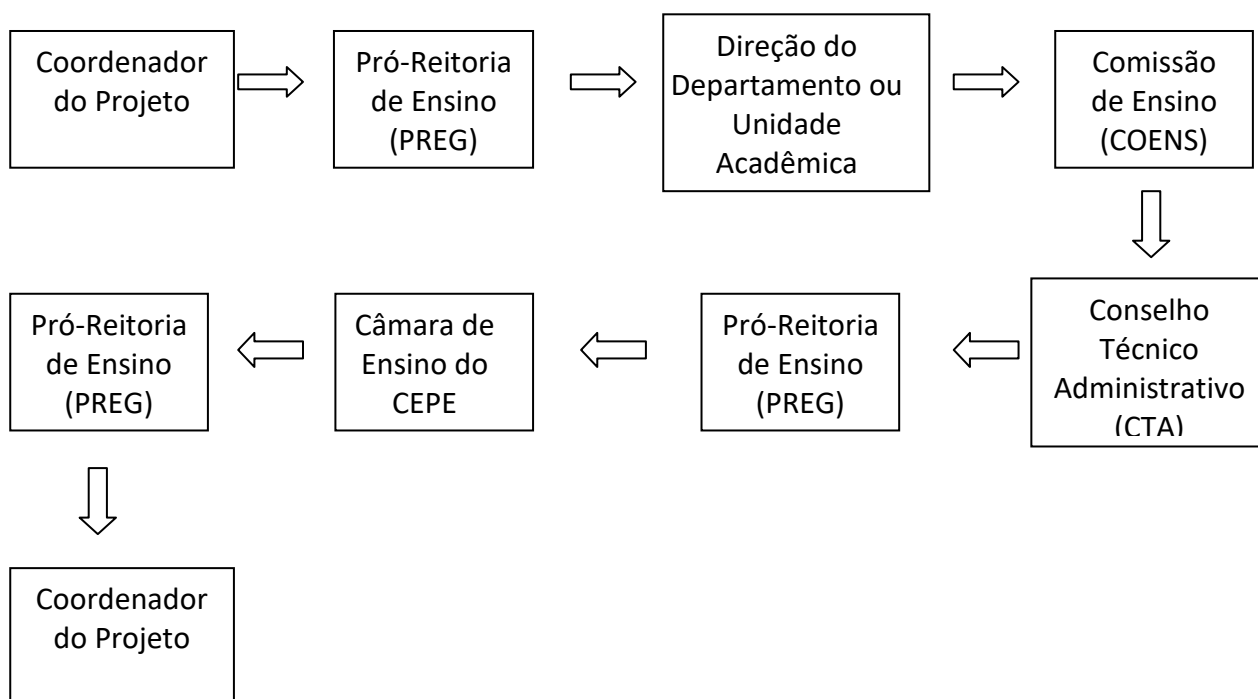 Coordenador
do Projeto
Pró-Reitoria
de Ensino
(PREG)
Direção do
Departamento ou
Unidade
Acadêmica
Comissão
de Ensino
(COENS)
Conselho
Técnico
Administrativo
(CTA)
Pró-Reitoria
de Ensino
(PREG)
Câmara de
Ensino do
CEPE
Pró-Reitoria
de Ensino
(PREG)
Coordenador
do Projeto